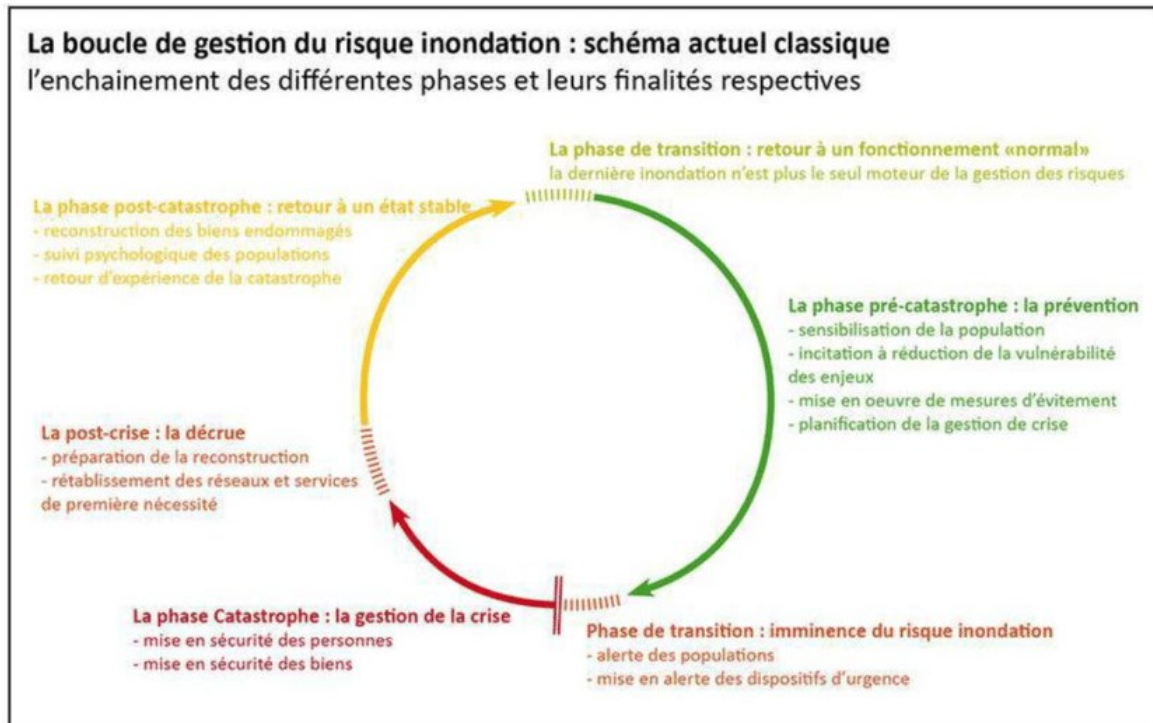 La boucle de gestion du risque inondation : schéma actuel classique
l'enchainement des différentes phases et leurs finalités respectives
La phase de transition : retour à un fonctionnement «normal»
la dernière inondation n'est plus le seul moteur de la gestion des risques
La phase post-catastrophe : retour à un état stable
- reconstruction des biens endommagés
- suivi psychologique des populations
- retour d'expérience de la catastrophe
La phase pré-catastrophe : la prévention
- sensibilisation de la population
- incitation à réduction de la vulnérabilité
des enjeux
- mise en oeuvre de mesures d'évitement
- planification de la gestion de crise
La post-crise : la décrue
- préparation de la reconstruction
- rétablissement des réseaux et services
de première nécessité
La phase Catastrophe : la gestion de la crise
- mise en sécurité des personnes
- mise en sécurité des biens
Phase de transition : imminence du risque inondation
- alerte des populations
- mise en alerte des dispositifs d'urgence